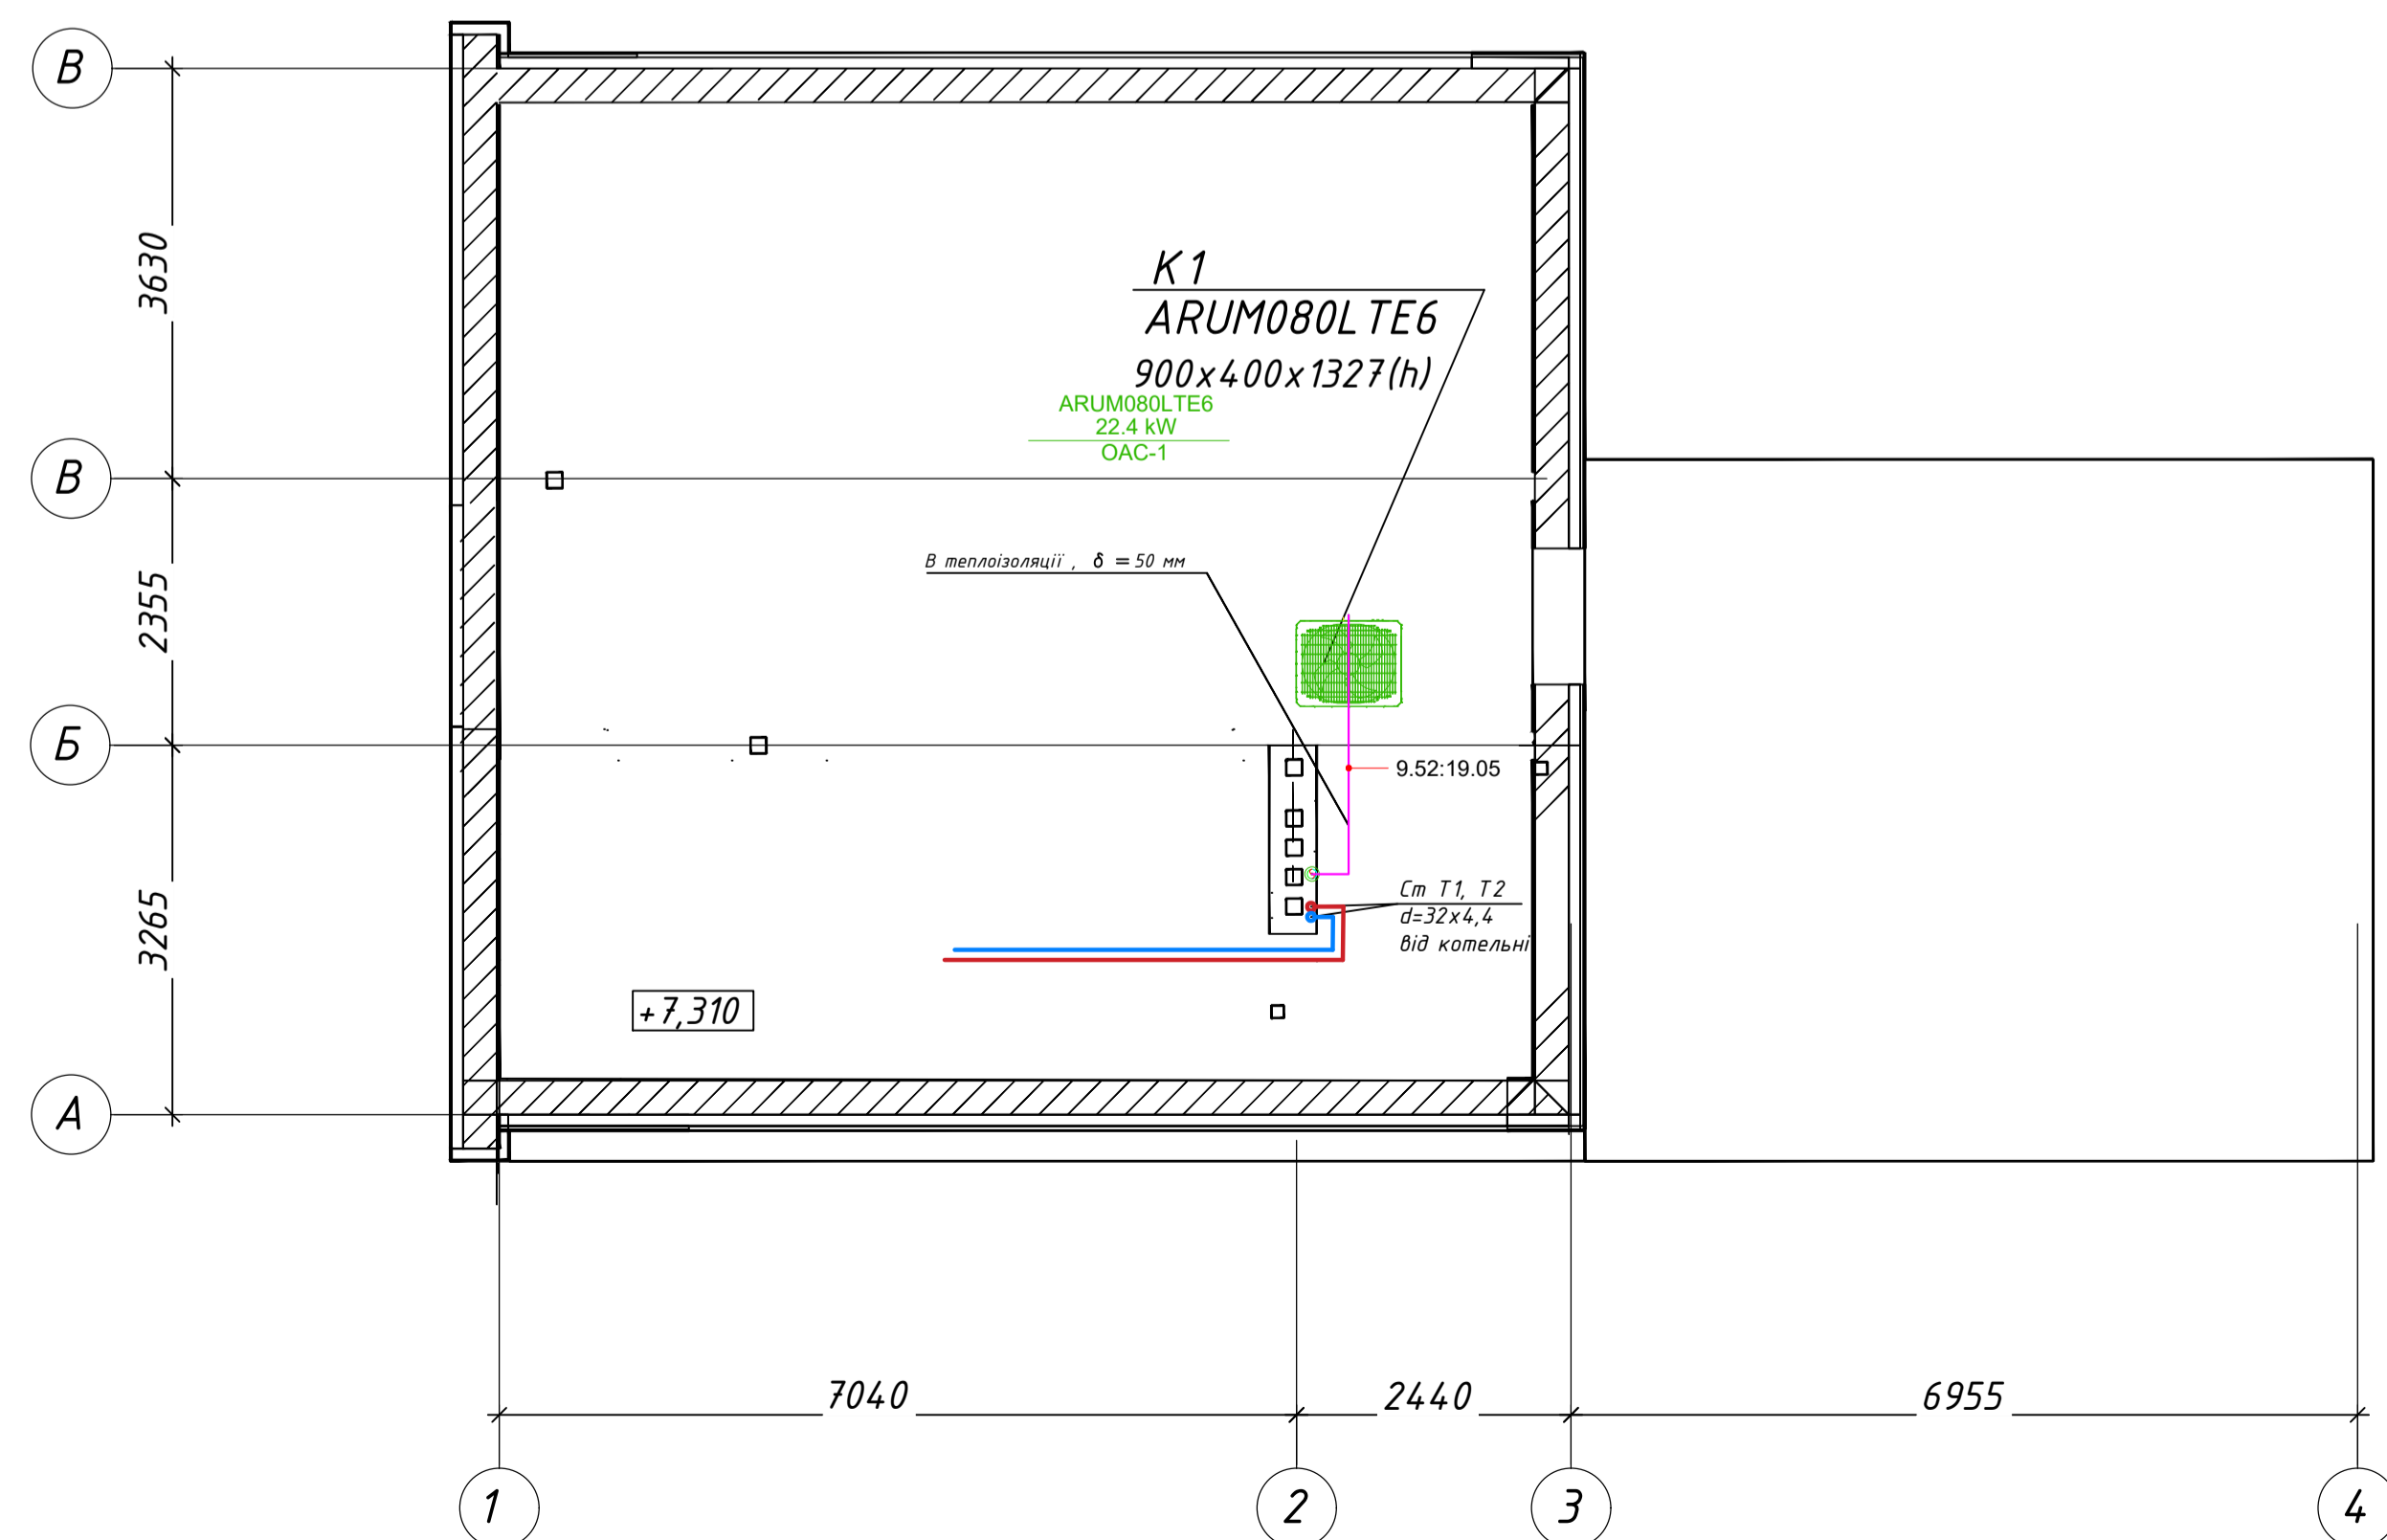 В
3630
К1
ARUM080LTE6
900x400x1327(h)
ARUM080LTE6
22.4 kW
OAC-1
В
В теплоізоляції , δ = 50 мм
2355
Б
9.52:19.05
Ст Т1, Т2
d=32x4,4
від котельні
3265
+7,310
А
7040
2440
6955
1
2
3
4